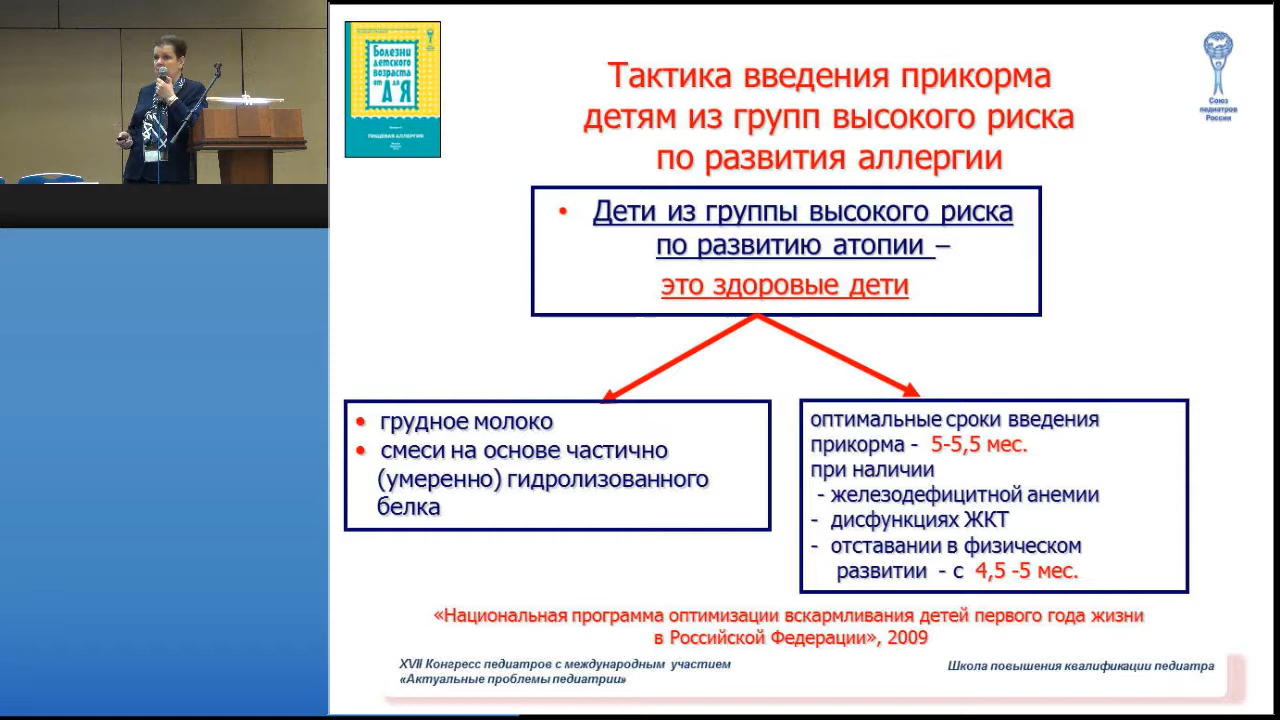 Болезни
детского
возраста
от А до Я
ПИЩЕВАЯ АЛЛЕРГИЯ
Союз
педиатров
России
Тактика введения прикорма
детям из групп высокого риска
по развития аллергии
• Дети из группы высокого риска
по развитию атопии –
это здоровые дети
• грудное молоко
• смеси на основе частично
(умеренно) гидролизованного
белка
оптимальные сроки введения
прикорма - 5-5,5 мес.
при наличии
- железодефицитной анемии
- дисфункциях ЖКТ
- отставании в физическом
развитии - с 4,5 -5 мес.
«Национальная программа оптимизации вскармливания детей первого года жизни
в Российской Федерации», 2009
XVII Конгресс педиатров с международным участием
«Актуальные проблемы педиатрии»
Школа повышения квалификации педиатра